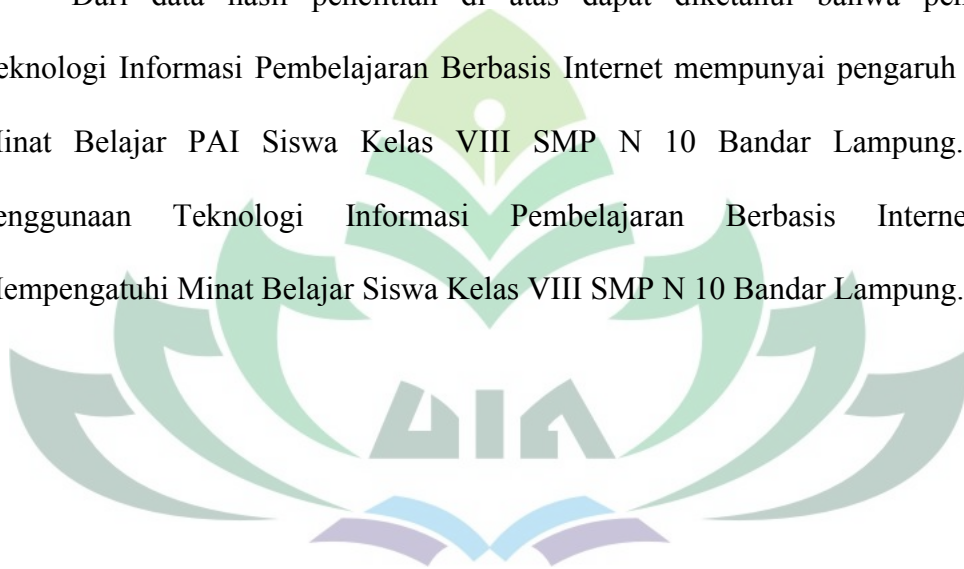 Dari data hasil penelitian di atas dapat diketahui bahwa
Teknologi Informasi Pembelajaran Berbasis Internet mempunyai pengaruh
Minat Belajar PAI Siswa Kelas VIII SMP N 10 Bandar Lampung.
enggunaan Teknologi Informasi Pembelajaran Berbasis Interne
Mempengatuhi Minat Belajar Siswa Kelas VIII SMP N 10 Bandar Lampung.
UIN